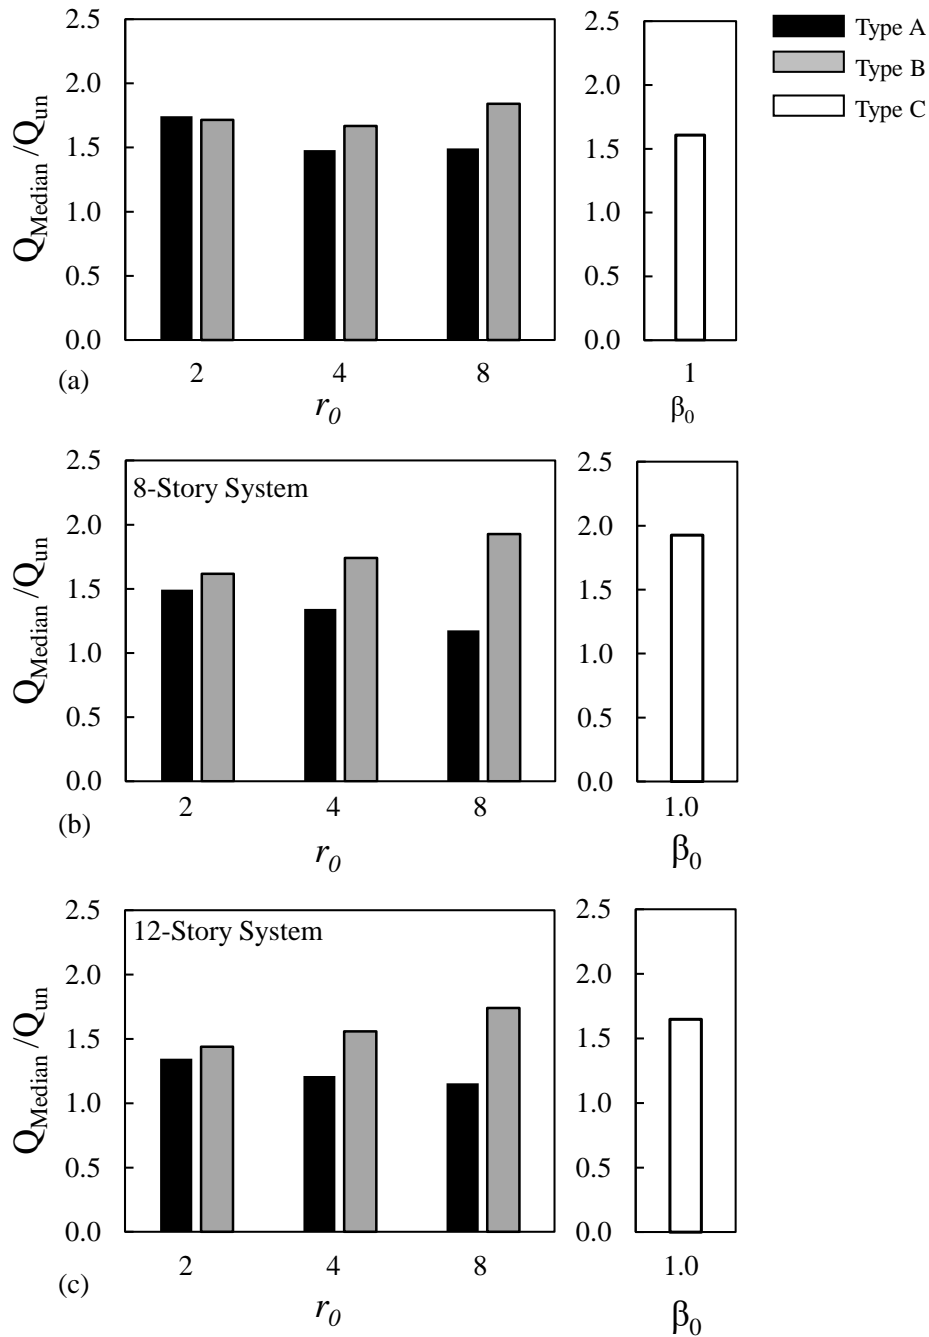 2.5
2.0
1.5
1.0
0.5
0.0
Q_Median /Q_un
2 4 8
r_0
(a)
2.5
2.0
1.5
1.0
0.5
0.0
1
β_0
Type A
Type B
Type C
8-Story System
2.5
2.0
1.5
1.0
0.5
0.0
Q_Median /Q_un
2 4 8
r_0
(b)
2.5
2.0
1.5
1.0
0.5
0.0
1.0
β_0
12-Story System
2.5
2.0
1.5
1.0
0.5
0.0
Q_Median /Q_un
2 4 8
r_0
(c)
2.5
2.0
1.5
1.0
0.5
0.0
1.0
β_0